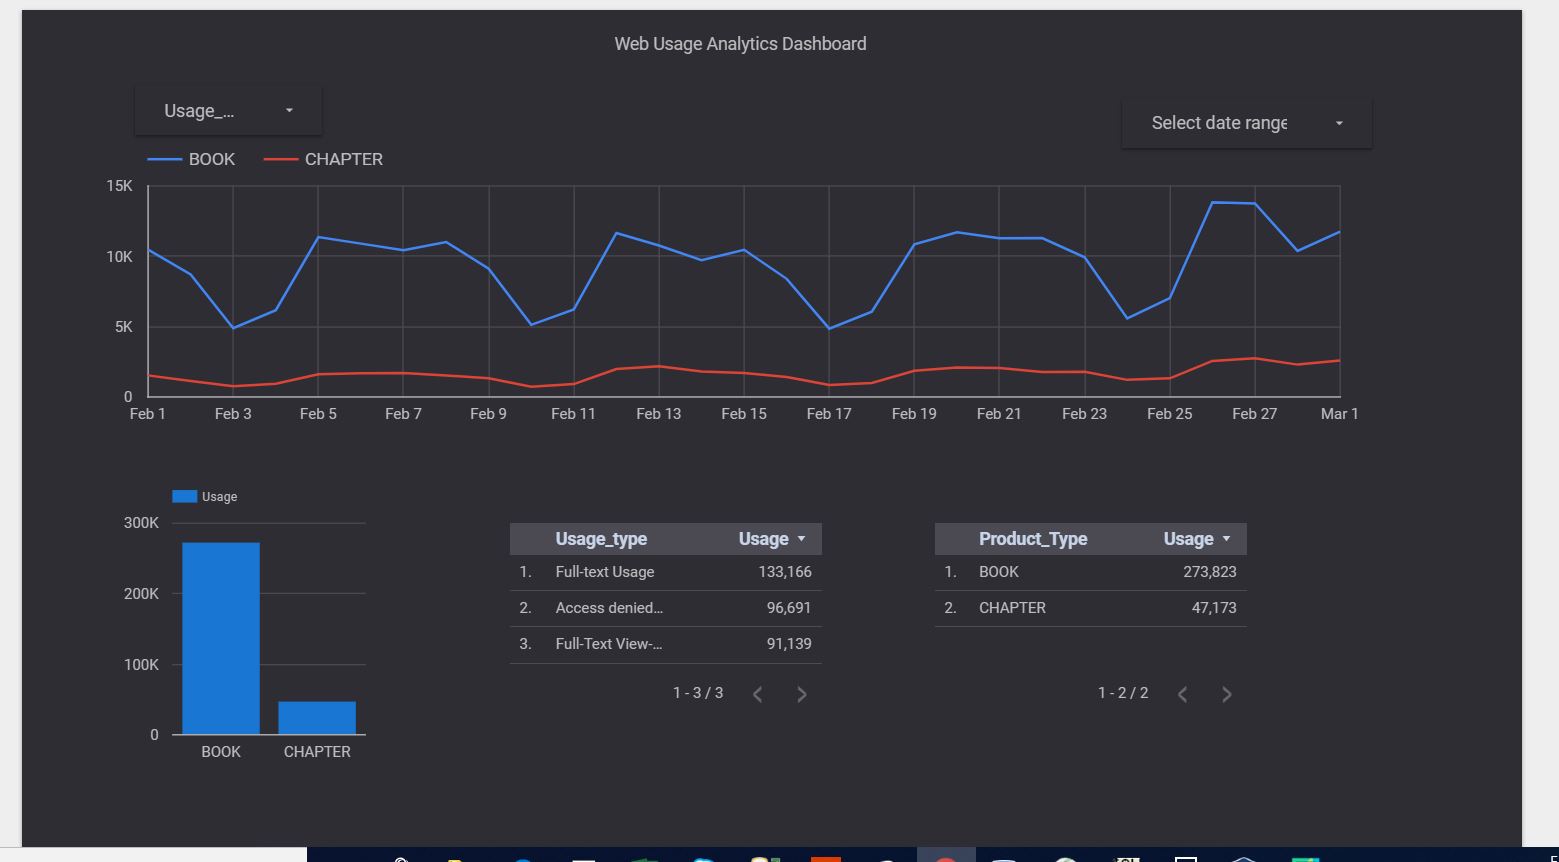 Web Usage Analytics Dashboard
Usage_...
Select date range
BOOK CHAPTER
15K
10K
5K
0
Feb 1 Feb 3 Feb 5 Feb 7 Feb 9 Feb 11 Feb 13 Feb 15 Feb 17 Feb 19 Feb 21 Feb 23 Feb 25 Feb 27 Mar 1
Usage
300K
200K
100K
0
BOOK CHAPTER
Usage_type Usage
1. Full-text Usage 133,166
2. Access denied... 96,691
3. Full-Text View-... 91,139
1 - 3 / 3
Product_Type Usage
1. BOOK 273,823
2. CHAPTER 47,173
1 - 2 / 2